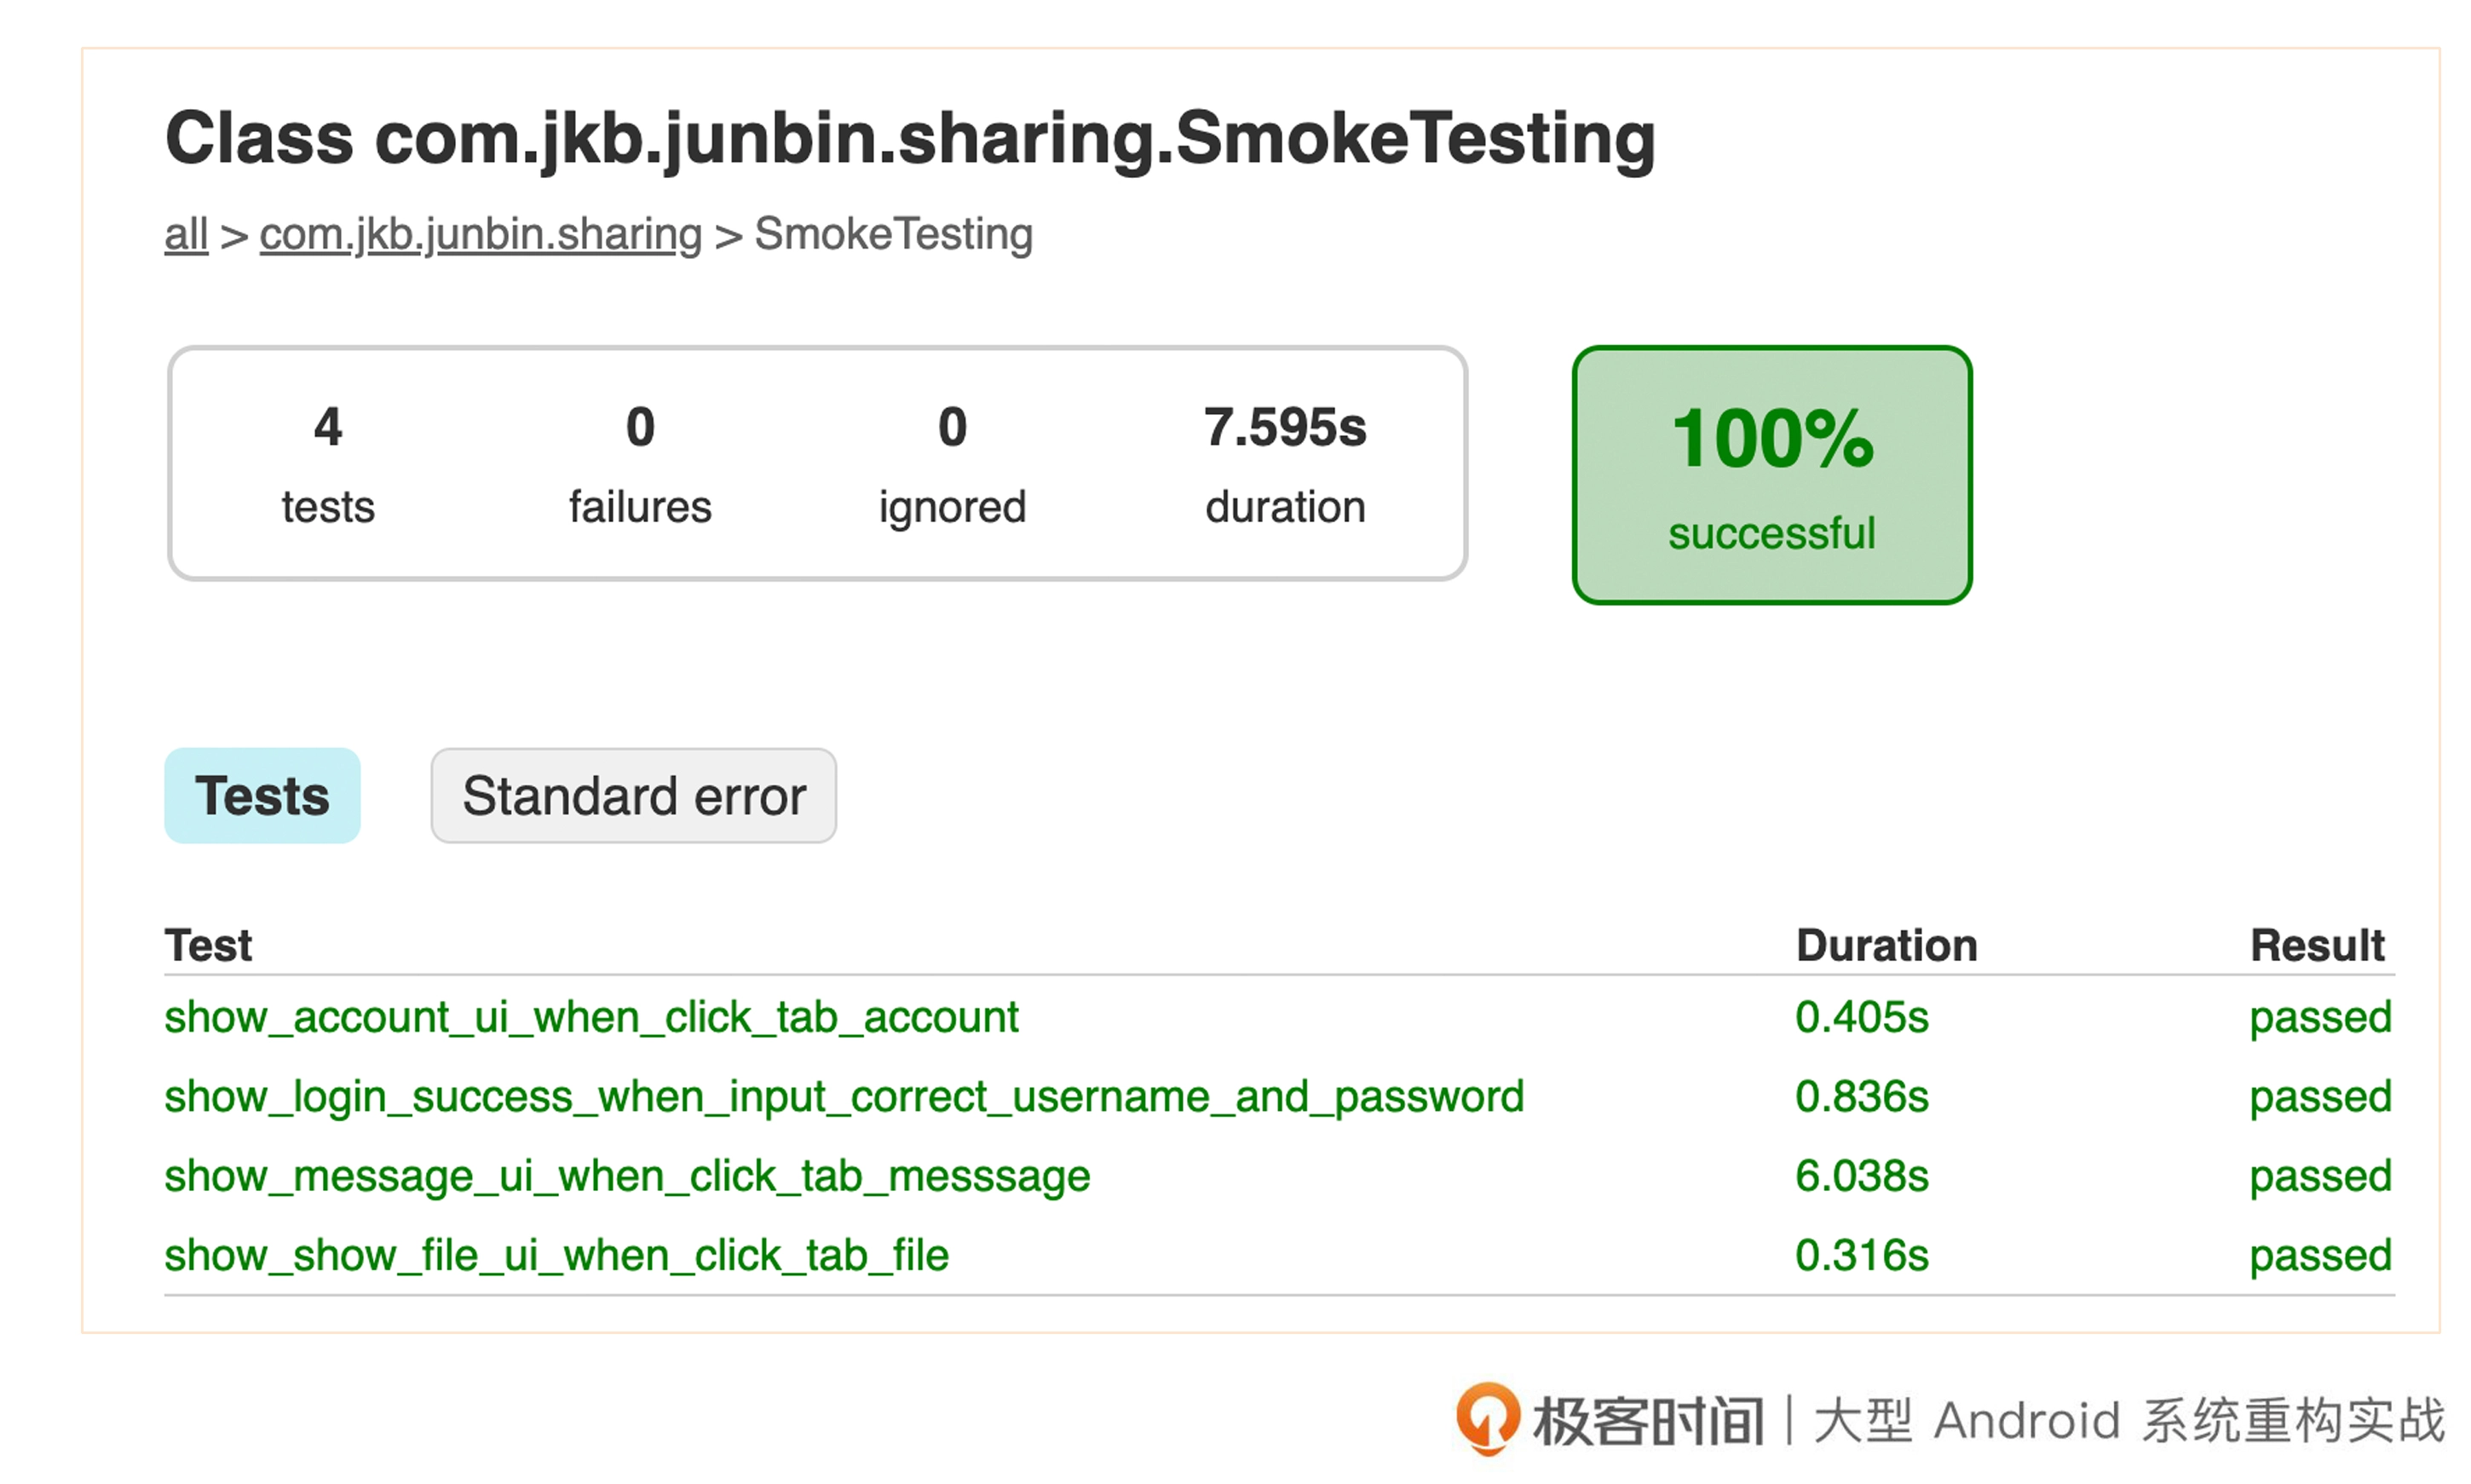 Class com.jkb.junbin.sharing.SmokeTesting
all > com.jkb.junbin.sharing > SmokeTesting
4 0 0 7.595s
tests failures ignored duration
100%
successful
Tests Standard error
Test Duration Result
show_account_ui_when_click_tab_account 0.405s passed
show_login_success_when_input_correct_username_and_password 0.836s passed
show_message_ui_when_click_tab_messsage 6.038s passed
show_show_file_ui_when_click_tab_file 0.316s passed
极客时间 | 大型 Android 系统重构实战